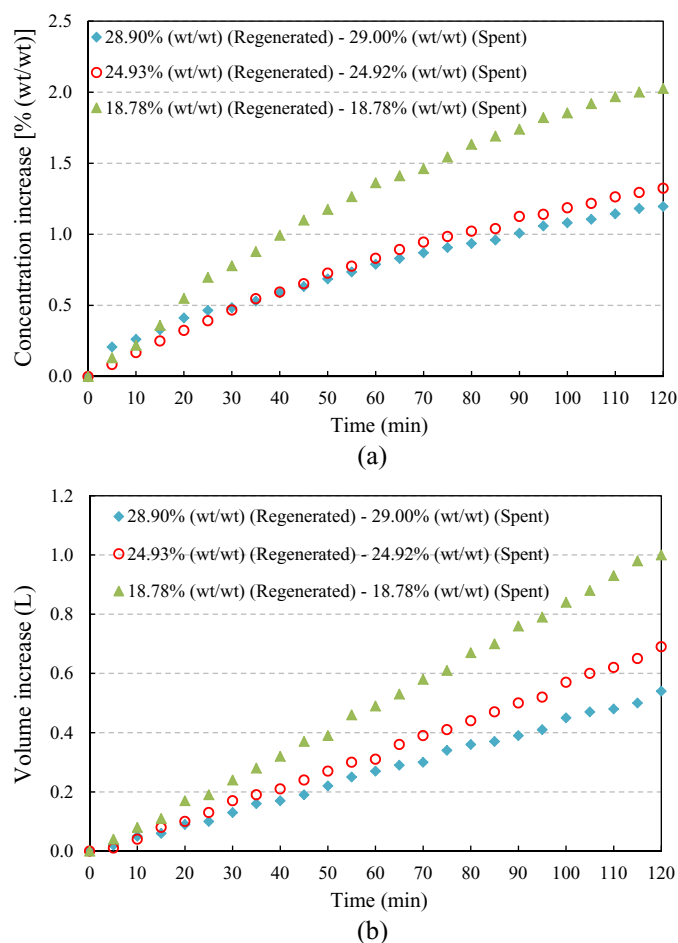 2.5
2.0
1.5
1.0
0.5
0.0
Concentration increase [% (wt/wt)]
28.90% (wt/wt) (Regenerated) - 29.00% (wt/wt) (Spent)
24.93% (wt/wt) (Regenerated) - 24.92% (wt/wt) (Spent)
18.78% (wt/wt) (Regenerated) - 18.78% (wt/wt) (Spent)
0 10 20 30 40 50 60 70 80 90 100 110 120
Time (min)
(a)
1.2
1.0
0.8
0.6
0.4
0.2
0.0
Volume increase (L)
28.90% (wt/wt) (Regenerated) - 29.00% (wt/wt) (Spent)
24.93% (wt/wt) (Regenerated) - 24.92% (wt/wt) (Spent)
18.78% (wt/wt) (Regenerated) - 18.78% (wt/wt) (Spent)
0 10 20 30 40 50 60 70 80 90 100 110 120
Time (min)
(b)